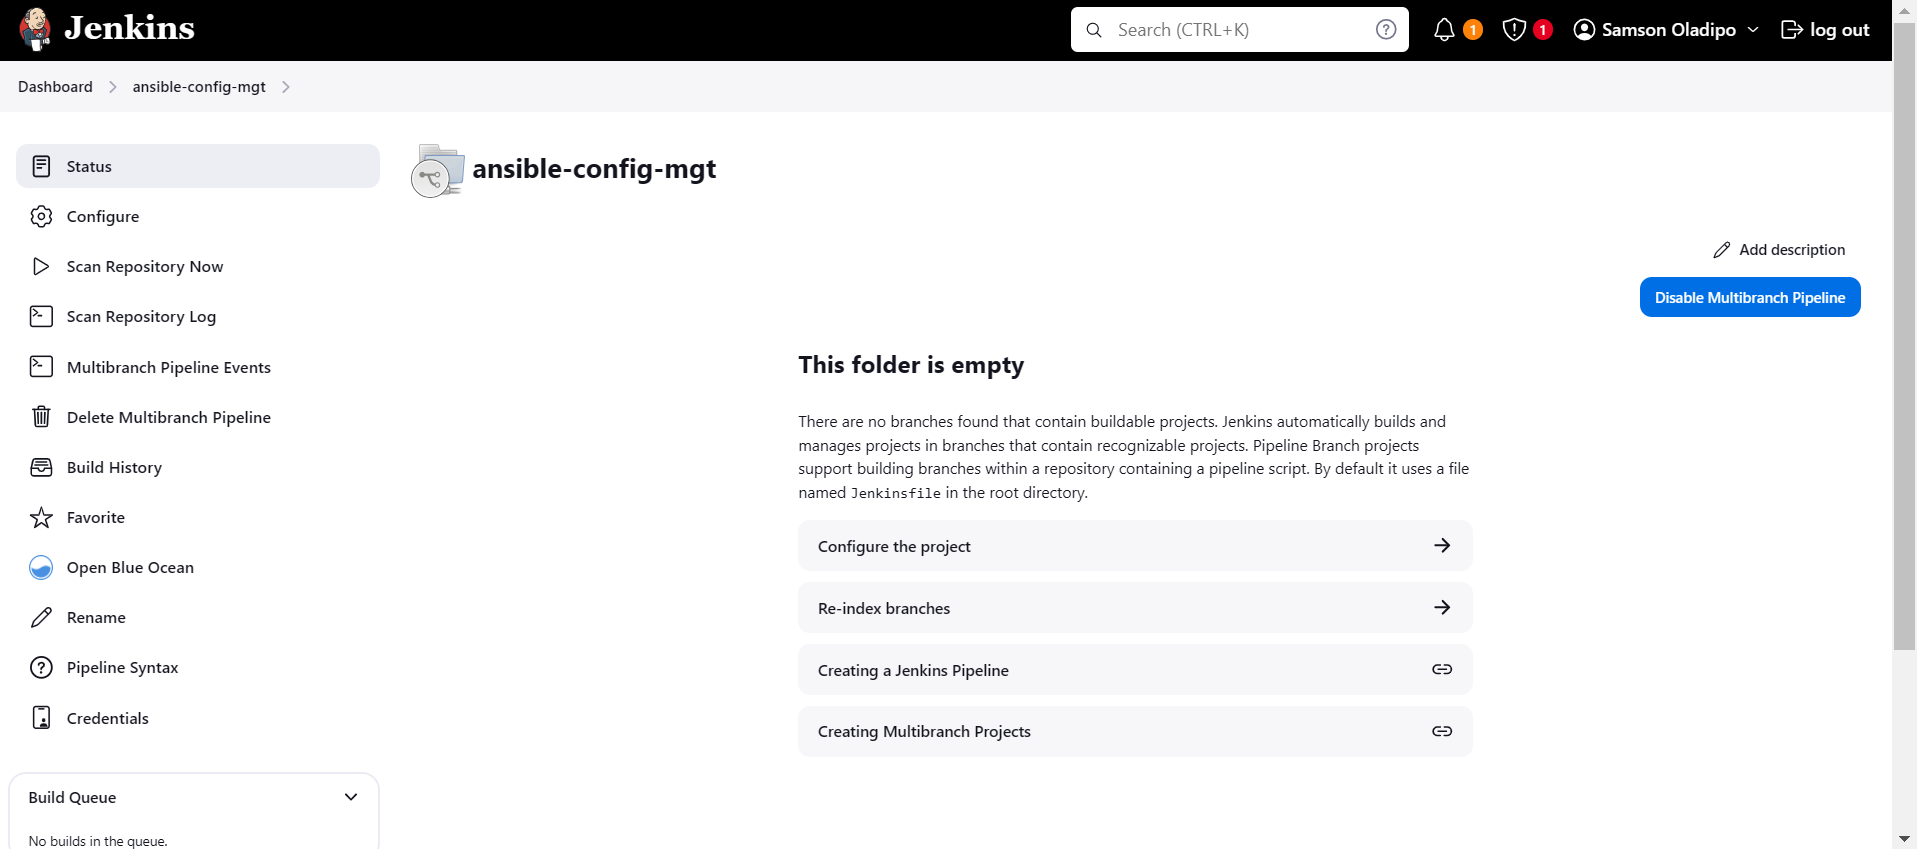 Jenkins
Search (CTRL+K)
1
1
Samson Oladipo
log out
Dashboard
ansible-config-mgt
Status
Configure
Scan Repository Now
Scan Repository Log
Multibranch Pipeline Events
Delete Multibranch Pipeline
Build History
Favorite
Open Blue Ocean
Rename
Pipeline Syntax
Credentials
Build Queue
No builds in the queue.
ansible-config-mgt
Add description
Disable Multibranch Pipeline
This folder is empty
There are no branches found that contain buildable projects. Jenkins automatically builds and
manages projects in branches that contain recognizable projects. Pipeline Branch projects
support building branches within a repository containing a pipeline script. By default it uses a file
named Jenkinsfile in the root directory.
Configure the project
Re-index branches
Creating a Jenkins Pipeline
Creating Multibranch Projects